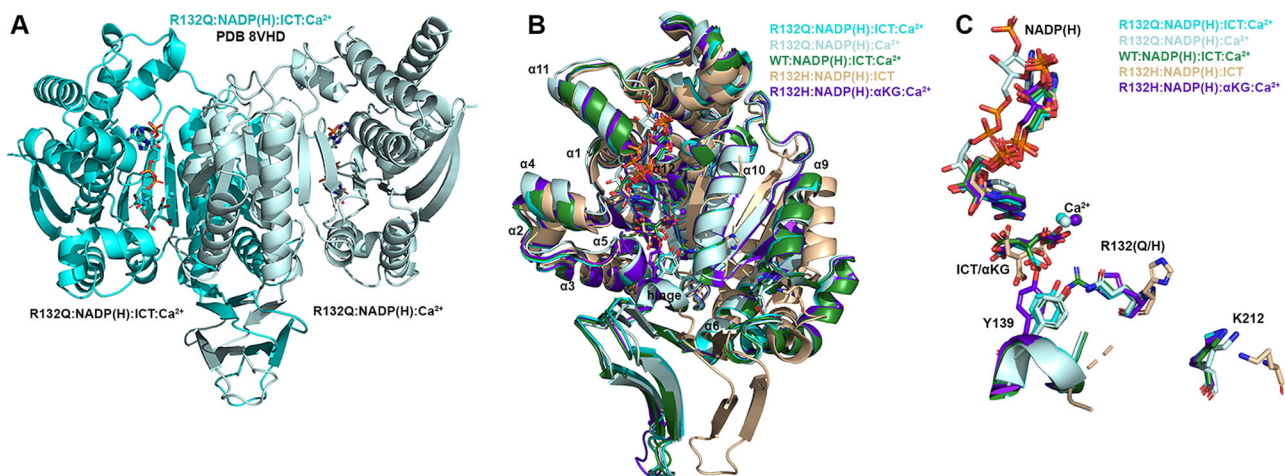 A
R132Q:NADP(H):ICT:Ca²⁺
PDB 8VHD
R132Q:NADP(H):ICT:Ca²⁺
R132Q:NADP(H):Ca²⁺
B
R132Q:NADP(H):ICT:Ca²⁺
R132Q:NADP(H):Ca²⁺
WT:NADP(H):ICT:Ca²⁺
R132H:NADP(H):ICT
R132H:NADP(H):αKG:Ca²⁺
α11
α1
α4
α12
α10
α9
α2
α5
α3
hinge
α6
C
NADP(H)
R132Q:NADP(H):ICT:Ca²⁺
R132Q:NADP(H):Ca²⁺
WT:NADP(H):ICT:Ca²⁺
R132H:NADP(H):ICT
R132H:NADP(H):αKG:Ca²⁺
Ca²⁺
R132(Q/H)
ICT/αKG
Y139
K212